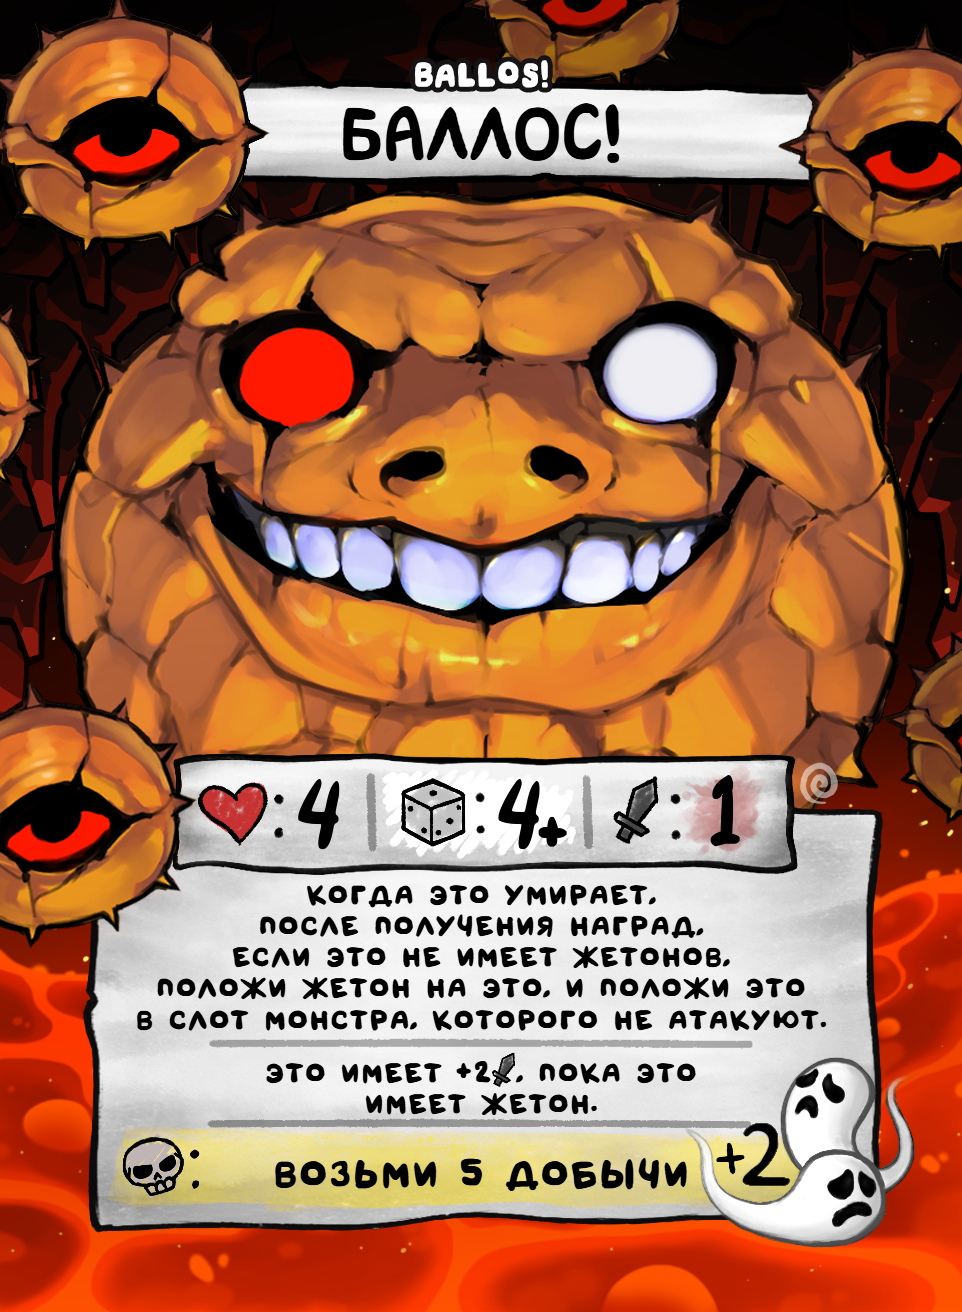 BALLOS!
БАЛЛОС!
: 4 : 4+ : 1
КОГДА ЭТО УМИРАЕТ,
ПОСЛЕ ПОЛУЧЕНИЯ НАГРАД,
ЕСЛИ ЭТО НЕ ИМЕЕТ ЖЕТОНОВ,
ПОЛОЖИ ЖЕТОН НА ЭТО, И ПОЛОЖИ ЭТО
В СЛОТ МОНСТРА, КОТОРОГО НЕ АТАКУЮТ.
ЭТО ИМЕЕТ +2, ПОКА ЭТО
ИМЕЕТ ЖЕТОН.
: ВОЗЬМИ 5 ДОБЫЧИ +2